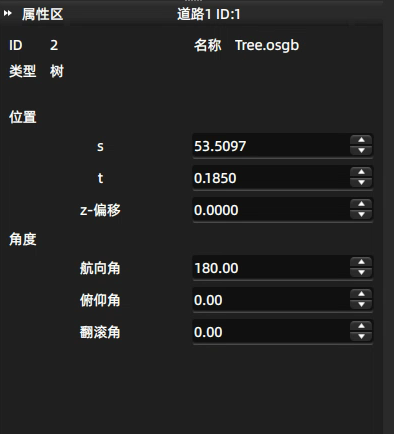 属性区 道路1 ID:1
ID 2 名称 Tree.osgb
类型 树
位置
s 53.5097
t 0.1850
z-偏移 0.0000
角度
航向角 180.00
俯仰角 0.00
翻滚角 0.00